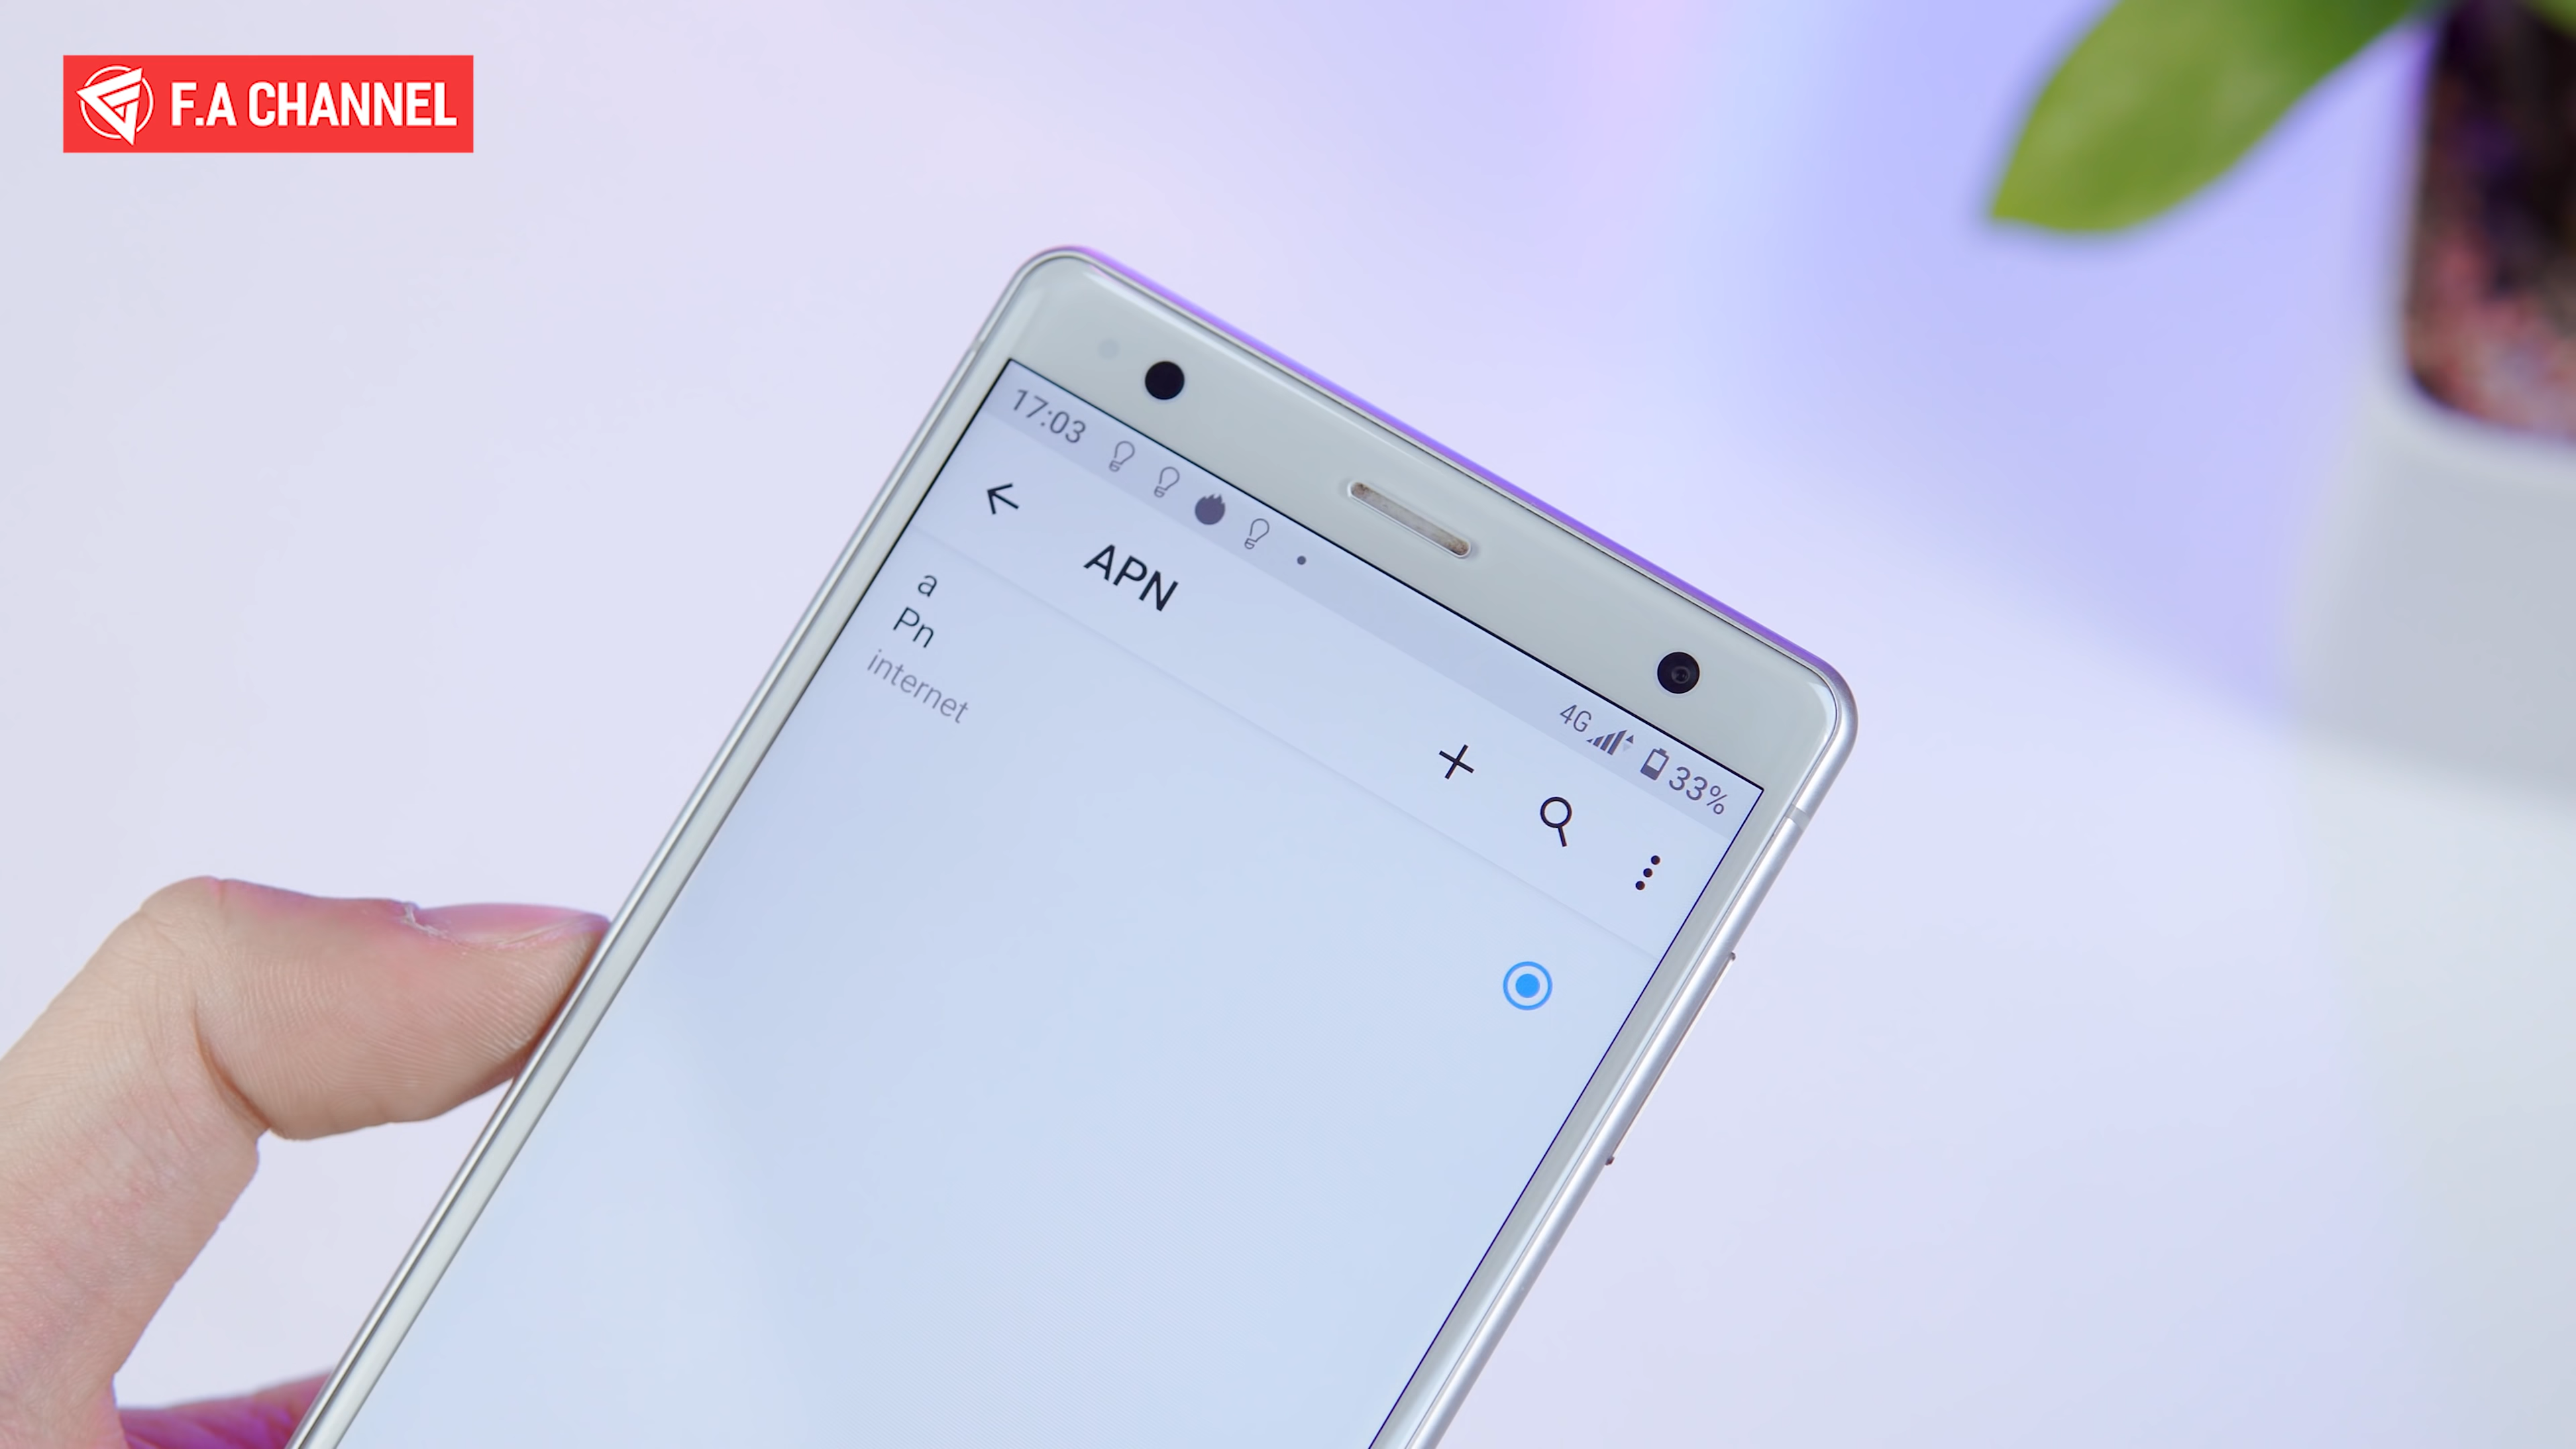 F.A CHANNEL
17:03
4G 33%
APN
a
Pn
internet